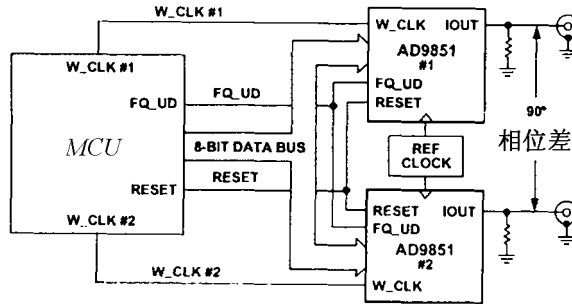 W_CLK #1
W_CLK #1
FQ_UD
FQ_UD
MCU
8-BIT DATA BUS
RESET
RESET
W_CLK #2
W_CLK #2
W_CLK
IOUT
AD9851
#1
FQ_UD
RESET
REF
CLOCK
90°
相位差
RESET
IOUT
FQ_UD
AD9851
#2
W_CLK